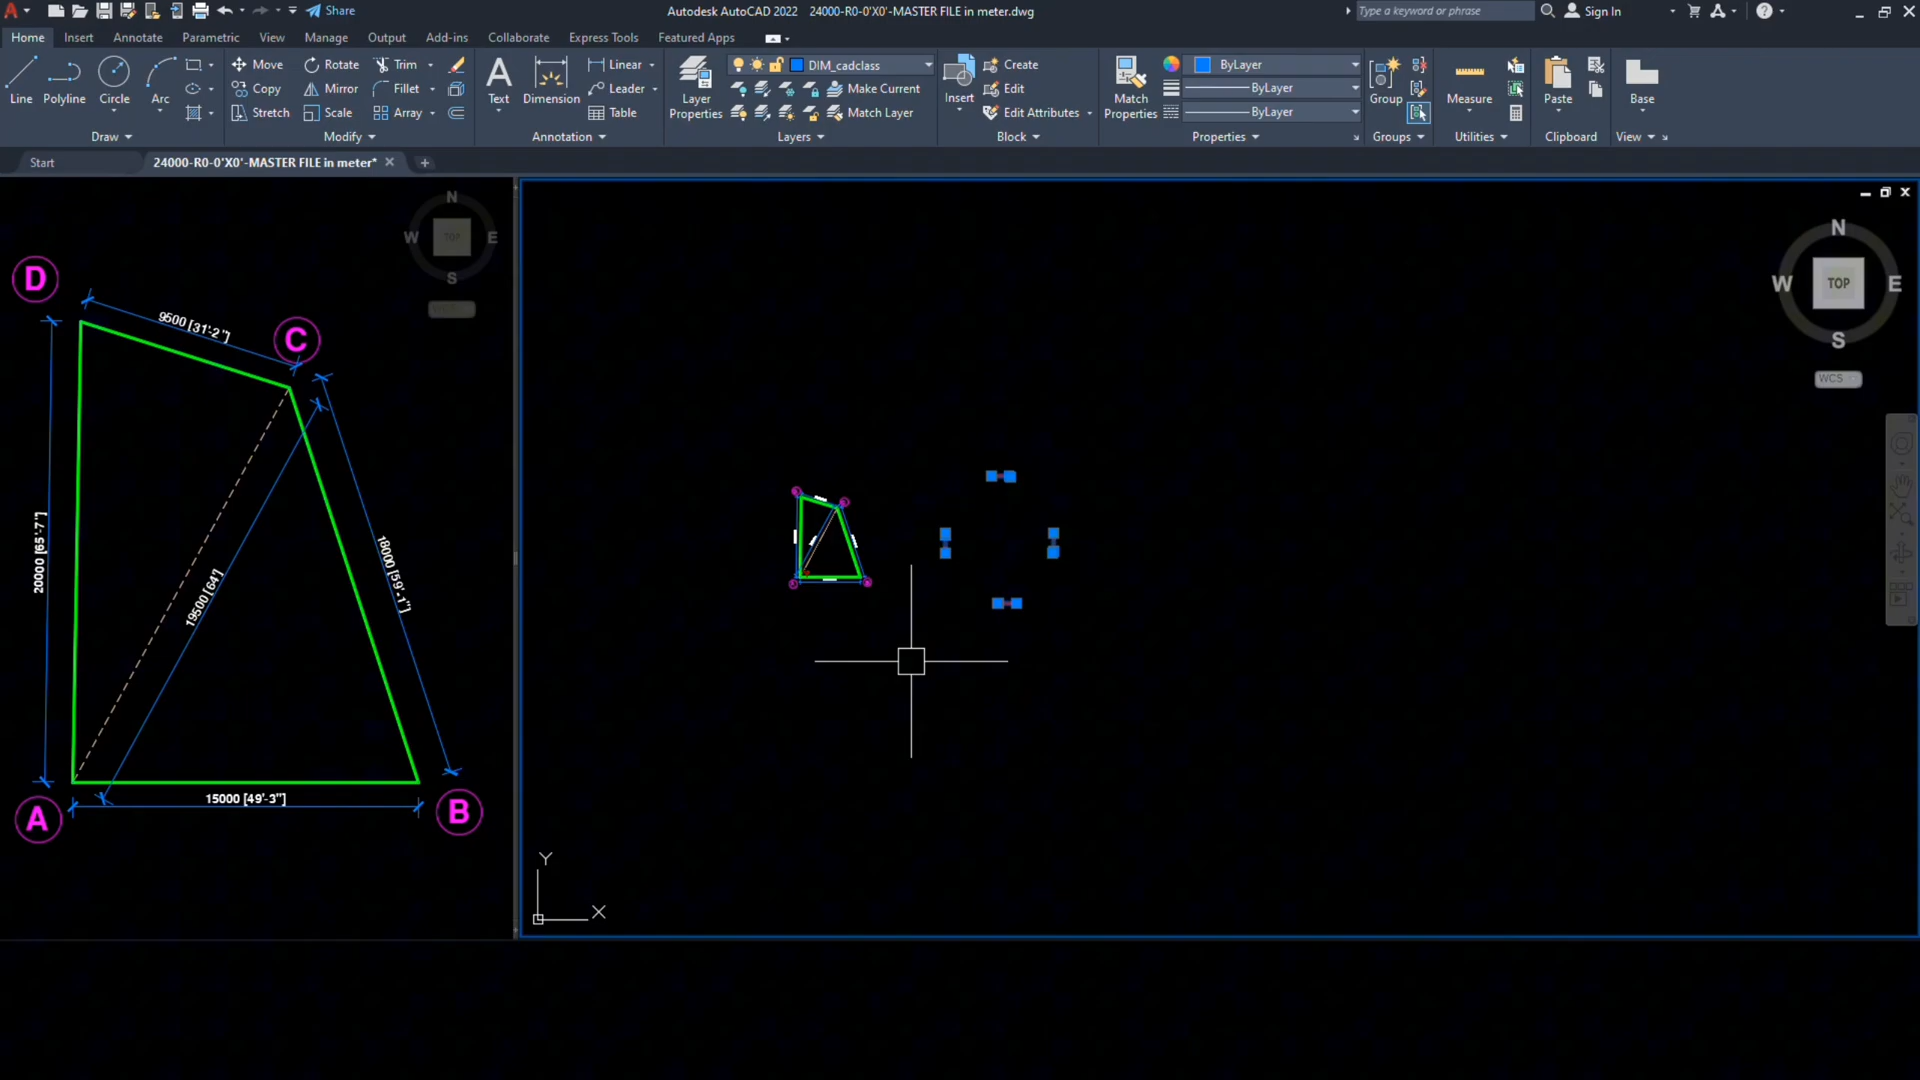 Share
Autodesk AutoCAD 2022 24000-R0-0'X0'-MASTER FILE in meter.dwg
Type a keyword or phrase
Sign In
Home Insert Annotate Parametric View Manage Output Add-ins Collaborate Express Tools Featured Apps
Line
Polyline
Circle
Arc
Draw
Move Rotate Trim
Copy Mirror Fillet
Stretch Scale Array
Modify
Text
Dimension
Linear
Leader
Table
Annotation
Layer
Properties
DIM_cadclass
Make Current
Match Layer
Layers
Insert
Create
Edit
Edit Attributes
Block
Match
Properties
ByLayer
ByLayer
ByLayer
Properties
Group
Groups
Measure
Utilities
Paste
Clipboard
Base
View
Start
24000-R0-0'X0'-MASTER FILE in meter*
N
W TOP E
S
D
9500 [31'-2"]
C
20000 [65'-7"]
19500 [64']
18000 [59'-1"]
15000 [49'-3"]
A
B
N
W TOP E
S
WCS
Y
X